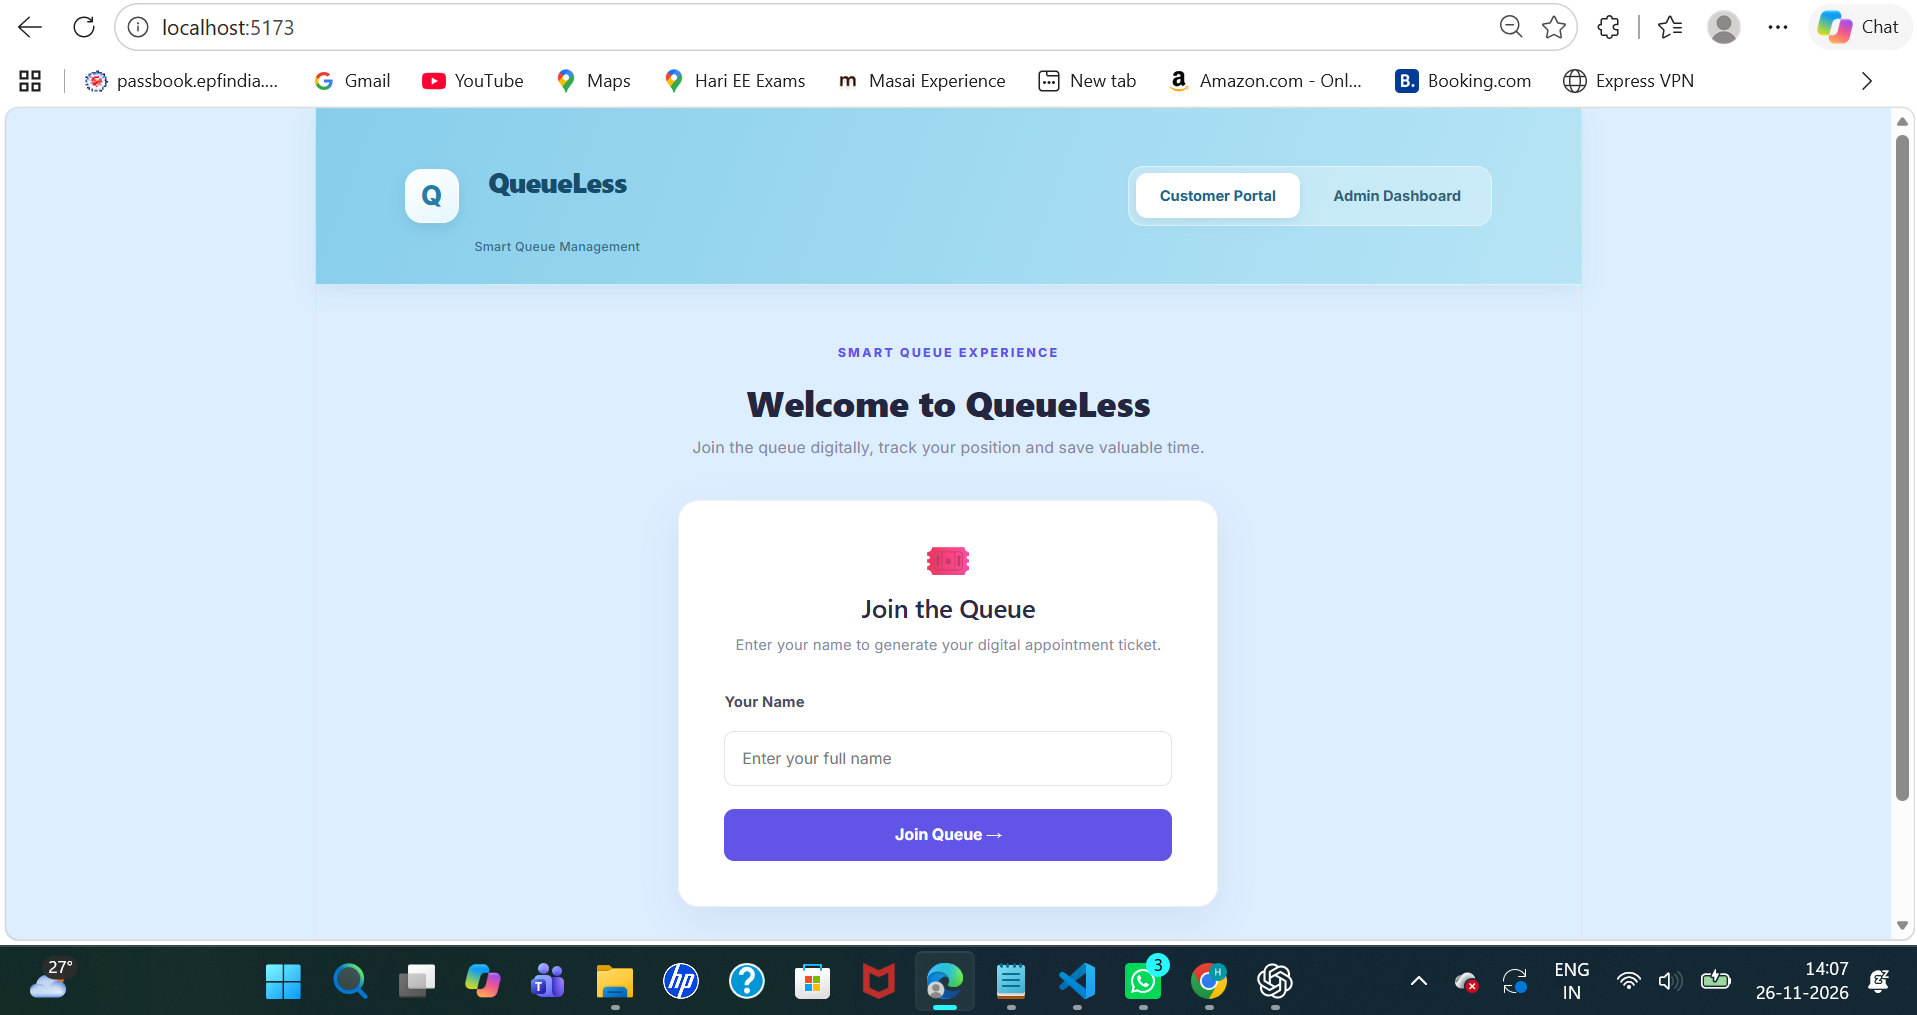 localhost:5173
Chat
passbook.epfindia....
Gmail
YouTube
Maps
Hari EE Exams
m Masai Experience
New tab
a Amazon.com - Onl...
B. Booking.com
Express VPN
Q
QueueLess
Smart Queue Management
Customer Portal
Admin Dashboard
SMART QUEUE EXPERIENCE
Welcome to QueueLess
Join the queue digitally, track your position and save valuable time.
Join the Queue
Enter your name to generate your digital appointment ticket.
Your Name
Enter your full name
Join Queue →
27°
T
hp
?
3
H
ENG
IN
14:07
26-11-2026